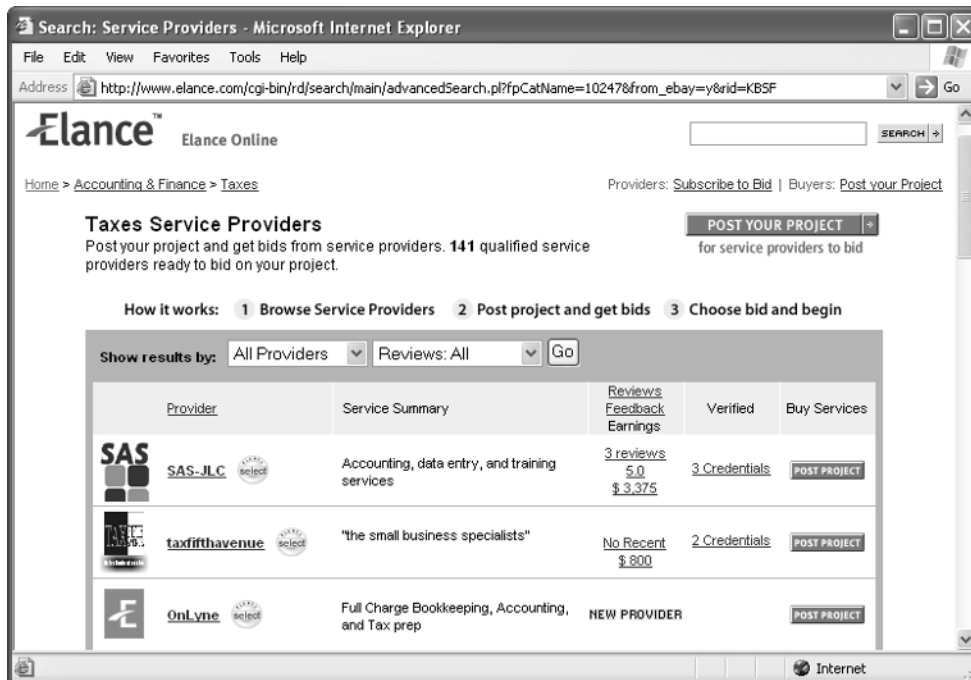 Search: Service Providers - Microsoft Internet Explorer
File Edit View Favorites Tools Help
Address http://www.elance.com/cgi-bin/rd/search/main/advancedSearch.pl?fpCatName=10247&from_ebay=y&rid=KBSF Go
Elance™ Elance Online SEARCH
Home > Accounting & Finance > Taxes Providers: Subscribe to Bid | Buyers: Post your Project
Taxes Service Providers POST YOUR PROJECT
Post your project and get bids from service providers. 141 qualified service for service providers to bid
providers ready to bid on your project.
How it works: 1 Browse Service Providers 2 Post project and get bids 3 Choose bid and begin
Show results by: All Providers Reviews: All Go
Provider Service Summary Reviews Feedback Earnings Verified Buy Services
SAS SAS-JLC select Accounting, data entry, and training services 3 reviews 5.0 $ 3,375 3 Credentials POST PROJECT
taxfifthavenue select "the small business specialists" No Recent $ 800 2 Credentials POST PROJECT
OnLyne select Full Charge Bookkeeping, Accounting, and Tax prep NEW PROVIDER POST PROJECT
Internet